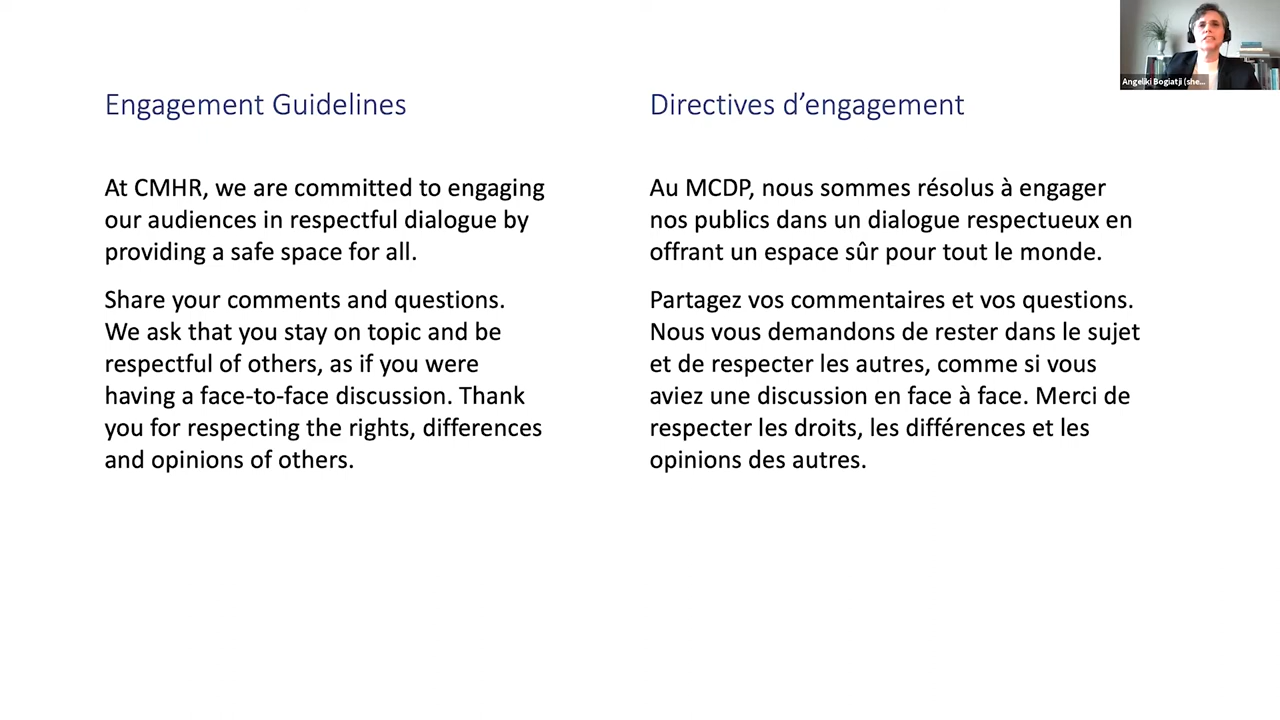 Engagement Guidelines
At CMHR, we are committed to engaging
our audiences in respectful dialogue by
providing a safe space for all.
Share your comments and questions.
We ask that you stay on topic and be
respectful of others, as if you were
having a face-to-face discussion. Thank
you for respecting the rights, differences
and opinions of others.
Directives d’engagement
Au MCDP, nous sommes résolus à engager
nos publics dans un dialogue respectueux en
offrant un espace sûr pour tout le monde.
Partagez vos commentaires et vos questions.
Nous vous demandons de rester dans le sujet
et de respecter les autres, comme si vous
aviez une discussion en face à face. Merci de
respecter les droits, les différences et les
opinions des autres.
Angeliki Bogiatji (she...